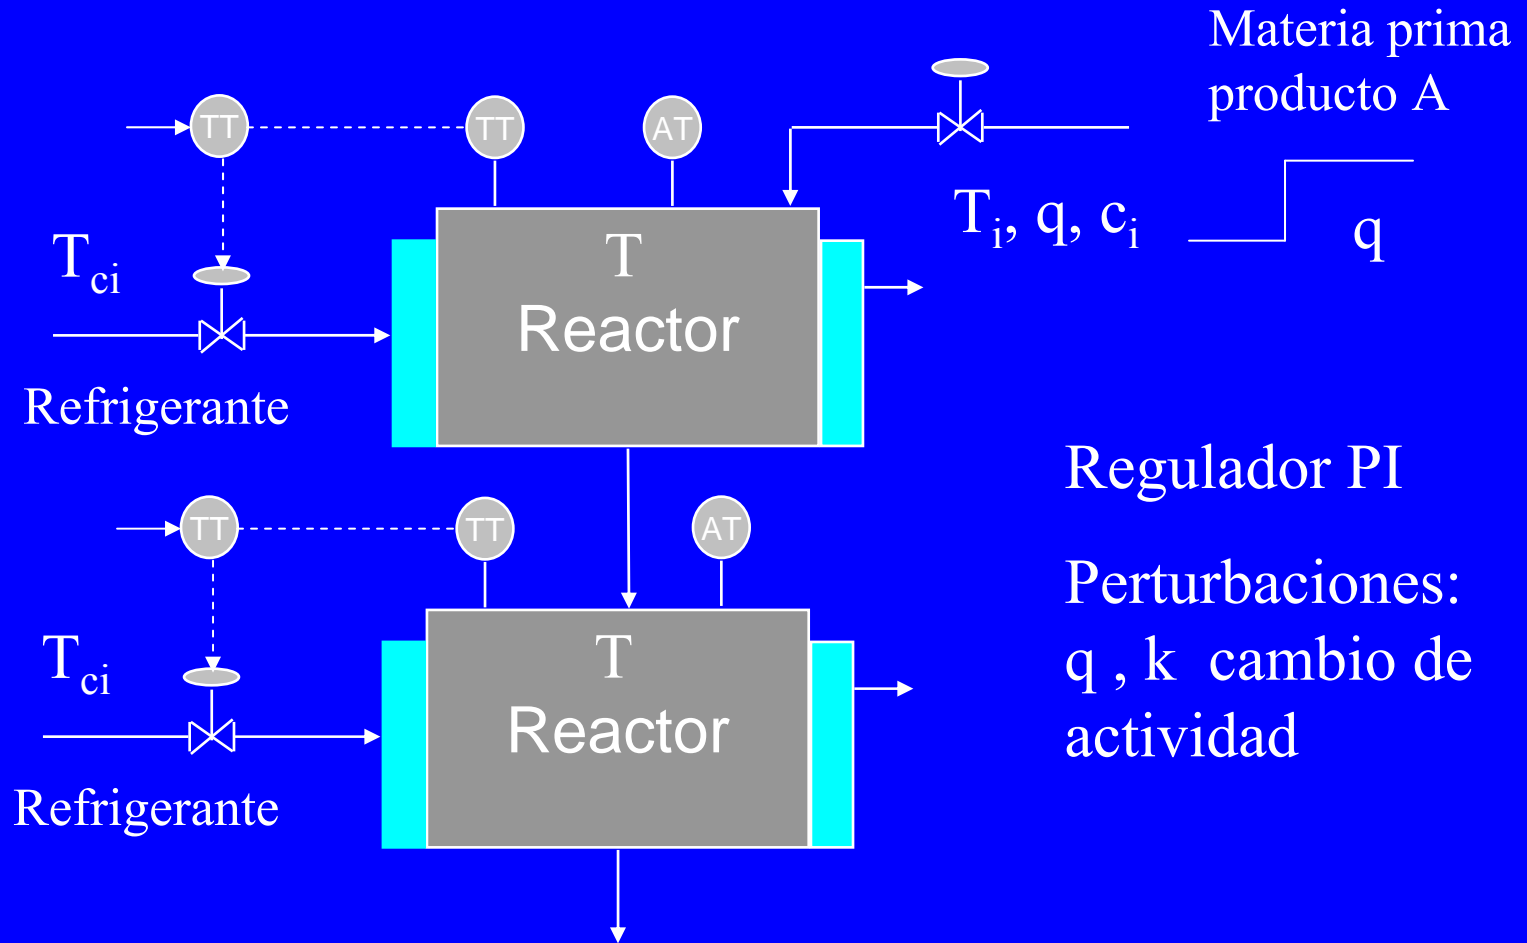 Materia prima
producto A
TT
TT
AT
Ti, q, ci
q
Tci
T
Reactor
Refrigerante
Regulador PI
TT
TT
AT
Perturbaciones:
q , k cambio de
actividad
Tci
T
Reactor
Refrigerante